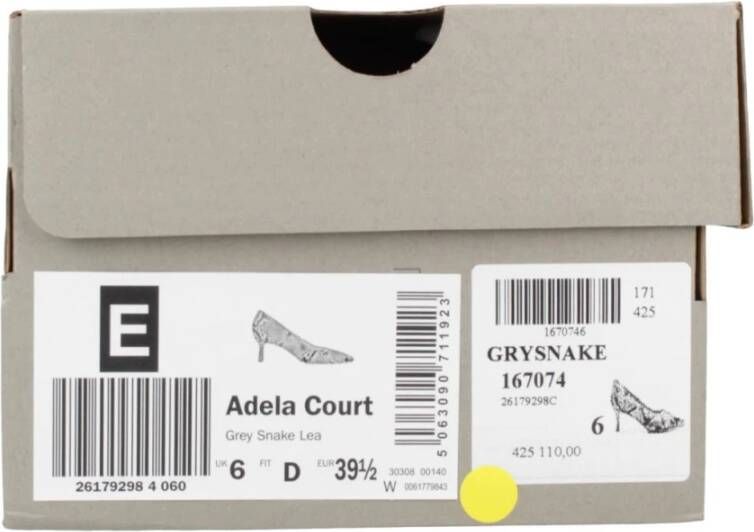 E
26179298 4 060
Adela Court
Grey Snake Lea
UK 6 FIT D EUR 39½
30308 00140
W 0061779843
5 063090 711923
171
425
1670746
GRYSNAKE
167074
26179298C
6
425 110,00